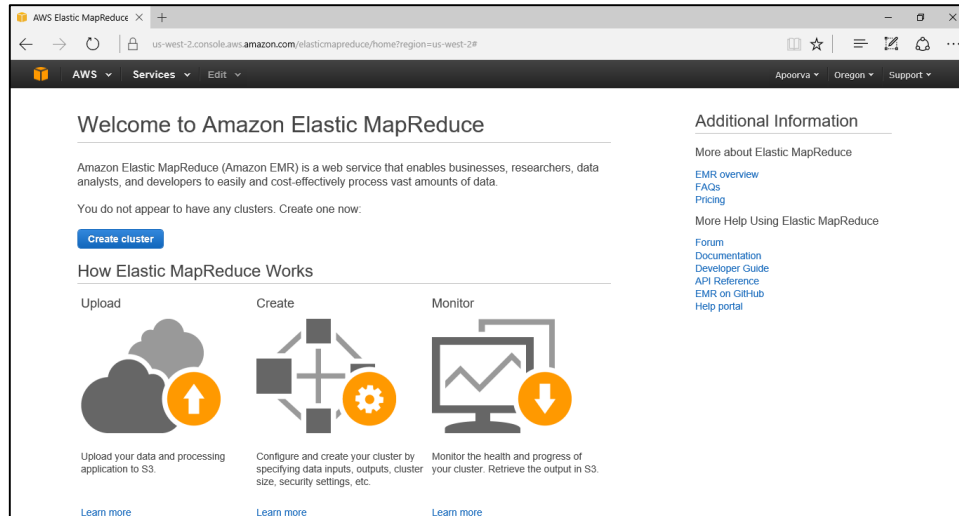 AWS Elastic MapReduce
us-west-2.console.aws.amazon.com/elasticmapreduce/home?region=us-west-2#
AWS Services Edit
Apoorva Oregon Support
Welcome to Amazon Elastic MapReduce
Amazon Elastic MapReduce (Amazon EMR) is a web service that enables businesses, researchers, data
analysts, and developers to easily and cost-effectively process vast amounts of data.
You do not appear to have any clusters. Create one now:
Create cluster
How Elastic MapReduce Works
Upload
Upload your data and processing
application to S3.
Learn more
Create
Configure and create your cluster by
specifying data inputs, outputs, cluster
size, security settings, etc.
Learn more
Monitor
Monitor the health and progress of
your cluster. Retrieve the output in S3.
Learn more
Additional Information
More about Elastic MapReduce
EMR overview
FAQs
Pricing
More Help Using Elastic MapReduce
Forum
Documentation
Developer Guide
API Reference
EMR on GitHub
Help portal